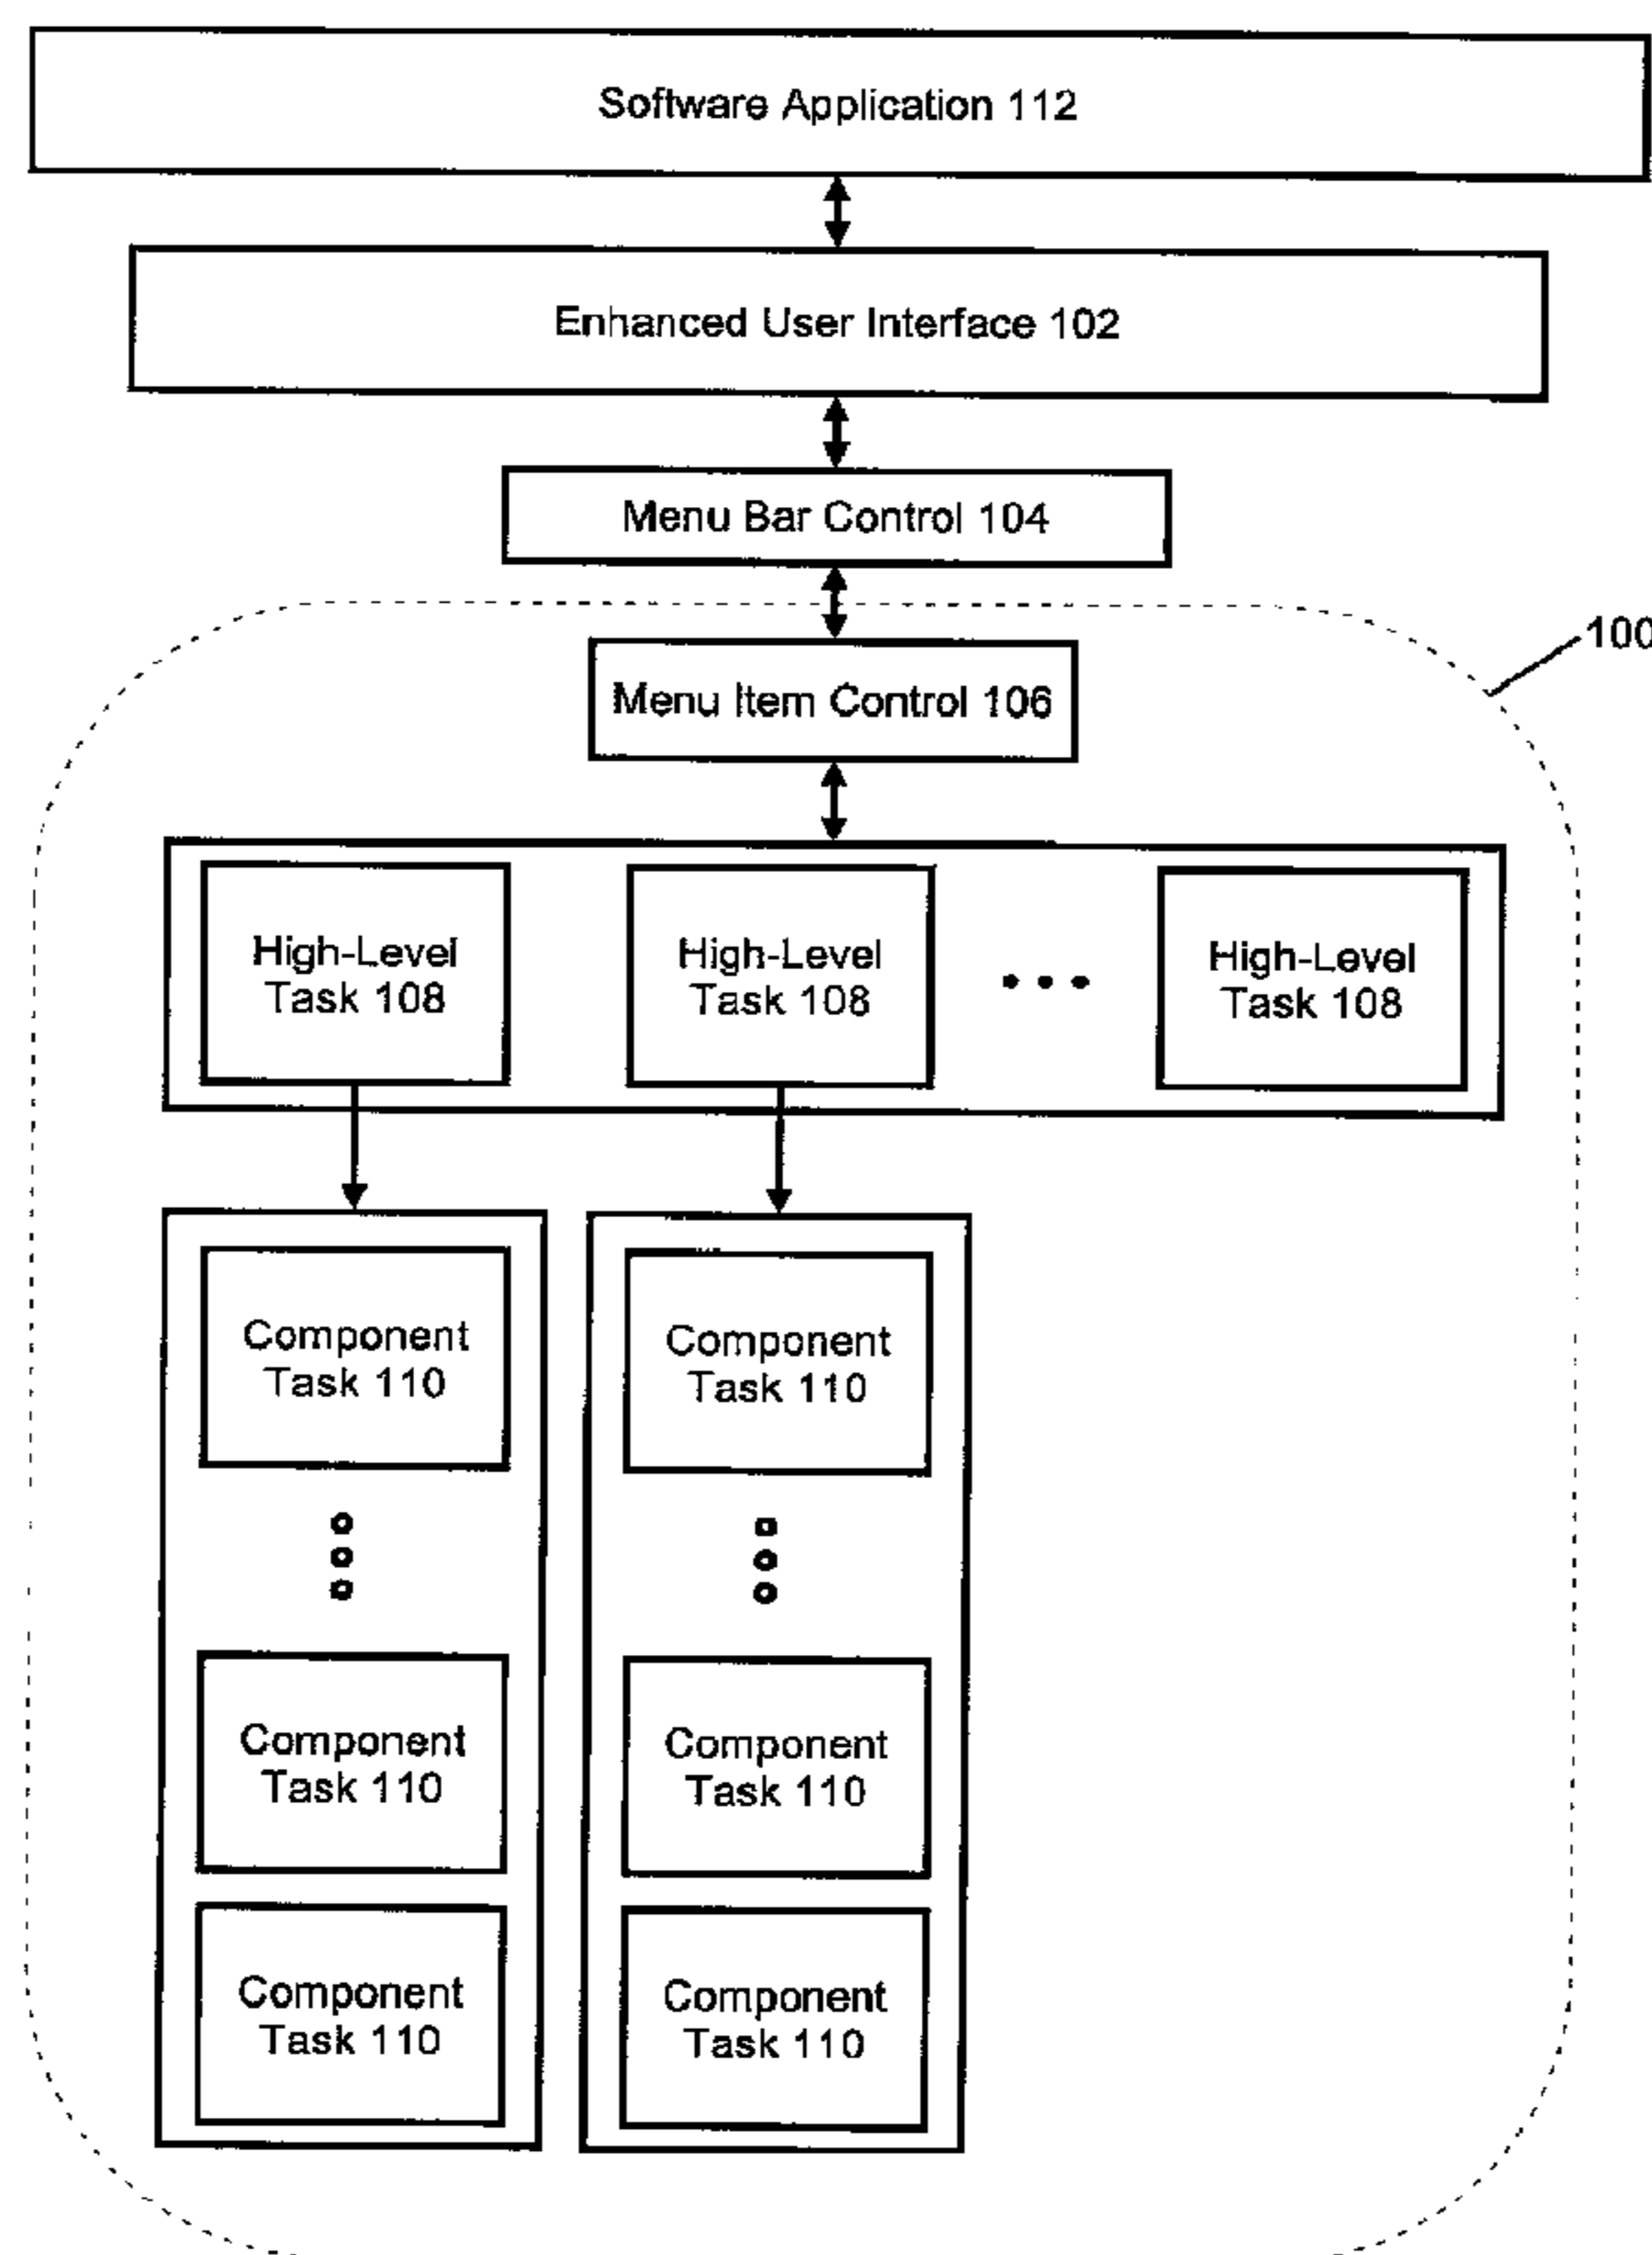 Software Application 112
Enhanced User Interface 102
Menu Bar Control 104
100
Menu Item Control 106
High-Level
Task 108
High-Level
Task 108
High-Level
Task 108
Component
Task 110
Component
Task 110
Component
Task 110
Component
Task 110
Component
Task 110
Component
Task 110